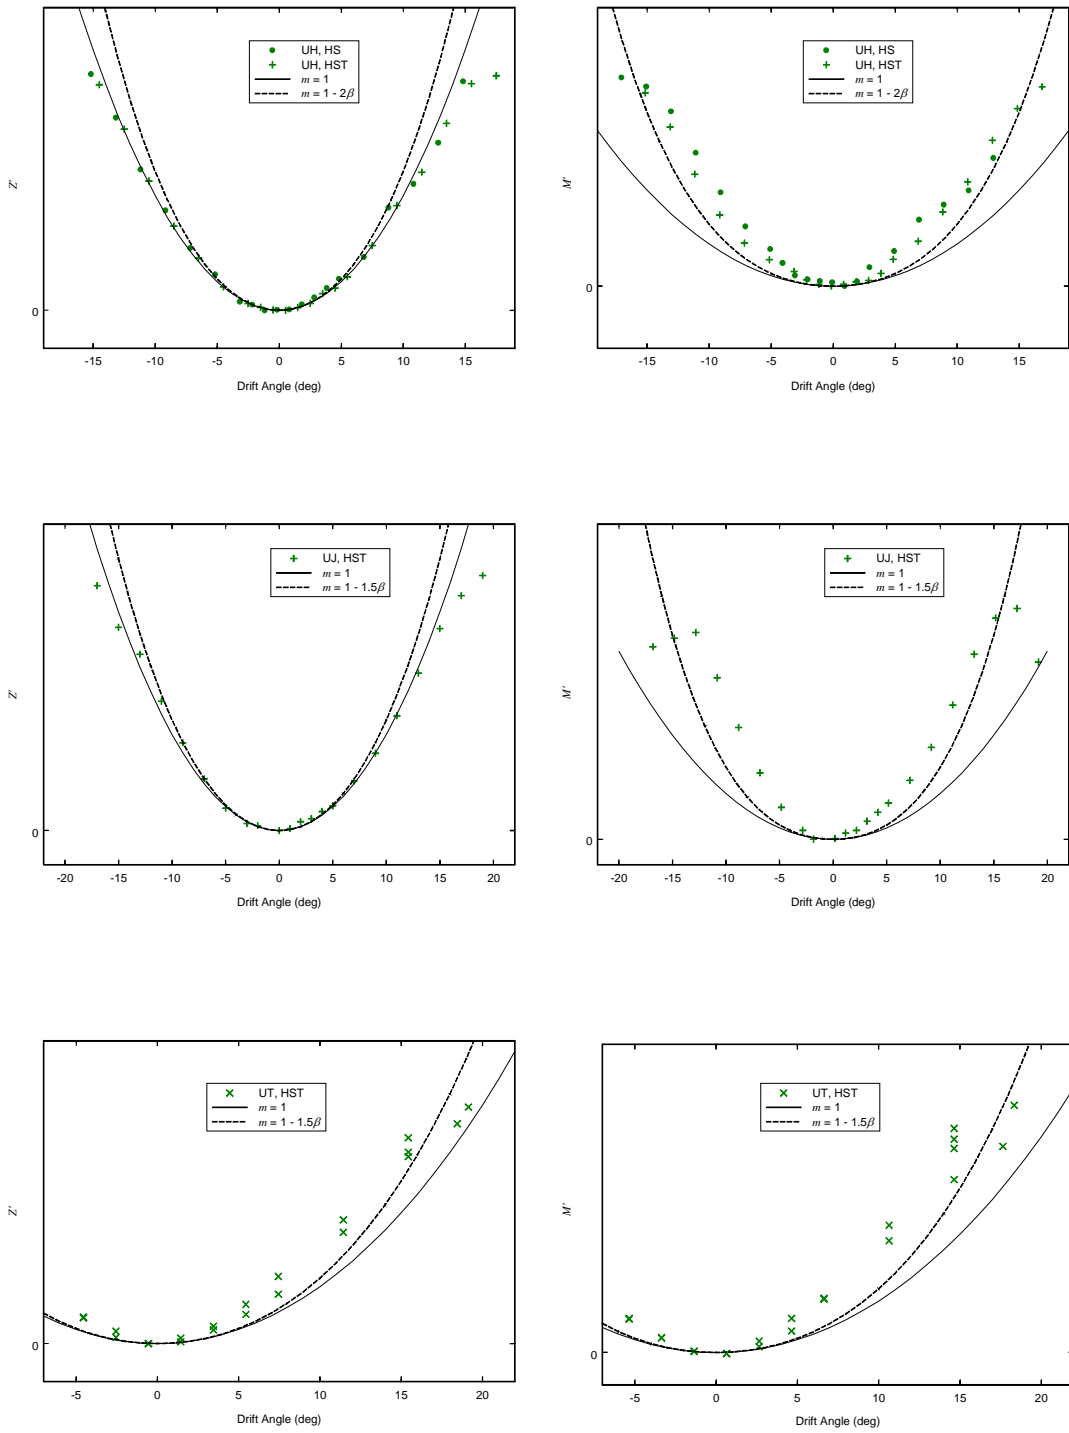 UH, HS
UH, HST
m = 1
m = 1 - 2β
Z'
0
-15 -10 -5 0 5 10 15
Drift Angle (deg)
UH, HS
UH, HST
m = 1
m = 1 - 2β
M'
0
-15 -10 -5 0 5 10 15
Drift Angle (deg)
UJ, HST
m = 1
m = 1 - 1.5β
Z'
0
-20 -15 -10 -5 0 5 10 15 20
Drift Angle (deg)
UJ, HST
m = 1
m = 1 - 1.5β
M'
0
-20 -15 -10 -5 0 5 10 15 20
Drift Angle (deg)
UT, HST
m = 1
m = 1 - 1.5β
Z'
0
-5 0 5 10 15 20
Drift Angle (deg)
UT, HST
m = 1
m = 1 - 1.5β
M'
0
-5 0 5 10 15 20
Drift Angle (deg)